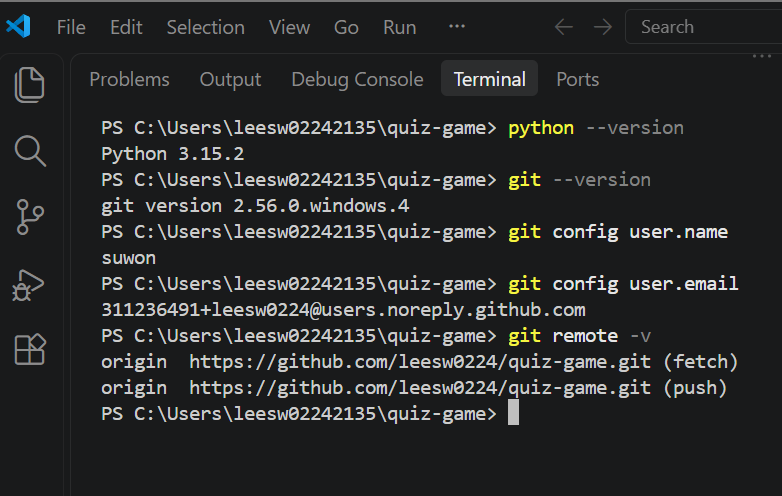 File Edit Selection View Go Run ··· Search
Problems Output Debug Console Terminal Ports
PS C:\Users\leesw02242135\quiz-game> python --version
Python 3.15.2
PS C:\Users\leesw02242135\quiz-game> git --version
git version 2.56.0.windows.4
PS C:\Users\leesw02242135\quiz-game> git config user.name
suwon
PS C:\Users\leesw02242135\quiz-game> git config user.email
311236491+leesw0224@users.noreply.github.com
PS C:\Users\leesw02242135\quiz-game> git remote -v
origin  https://github.com/leesw0224/quiz-game.git (fetch)
origin  https://github.com/leesw0224/quiz-game.git (push)
PS C:\Users\leesw02242135\quiz-game>